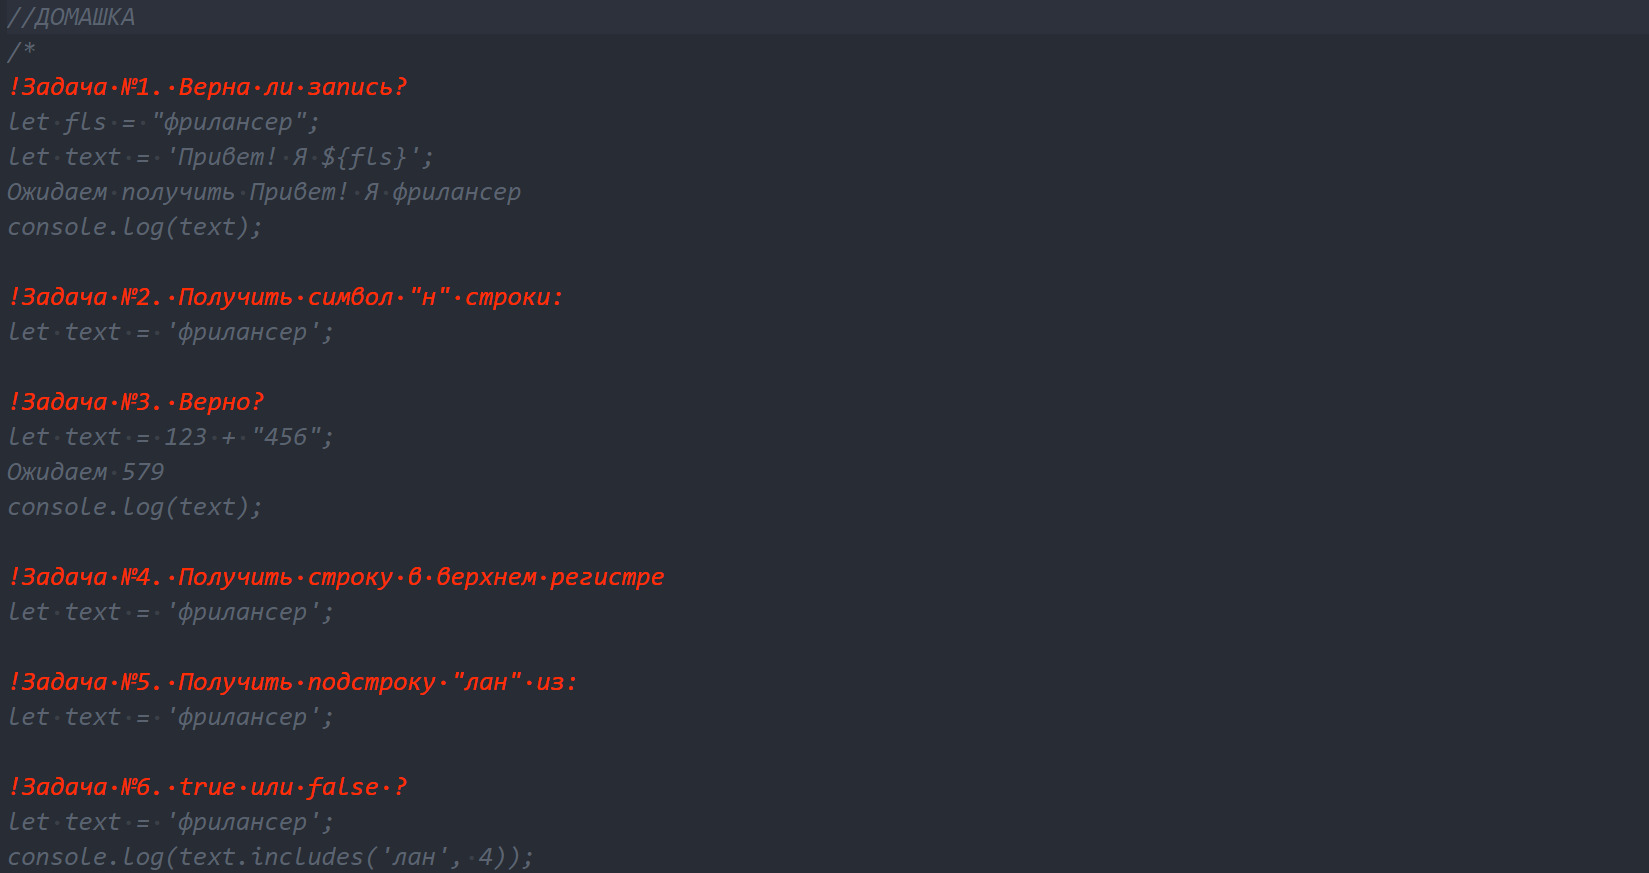 //ДОМАШКА
/*
!Задача №1. Верна ли запись?
let fls = "фрилансер";
let text = 'Привет! Я ${fls}';
Ожидаем получить Привет! Я фрилансер
console.log(text);
!Задача №2. Получить символ "н" строки:
let text = 'фрилансер';
!Задача №3. Верно?
let text = 123 + "456";
Ожидаем 579
console.log(text);
!Задача №4. Получить строку в верхнем регистре
let text = 'фрилансер';
!Задача №5. Получить подстроку "лан" из:
let text = 'фрилансер';
!Задача №6. true или false ?
let text = 'фрилансер';
console.log(text.includes('лан', 4));